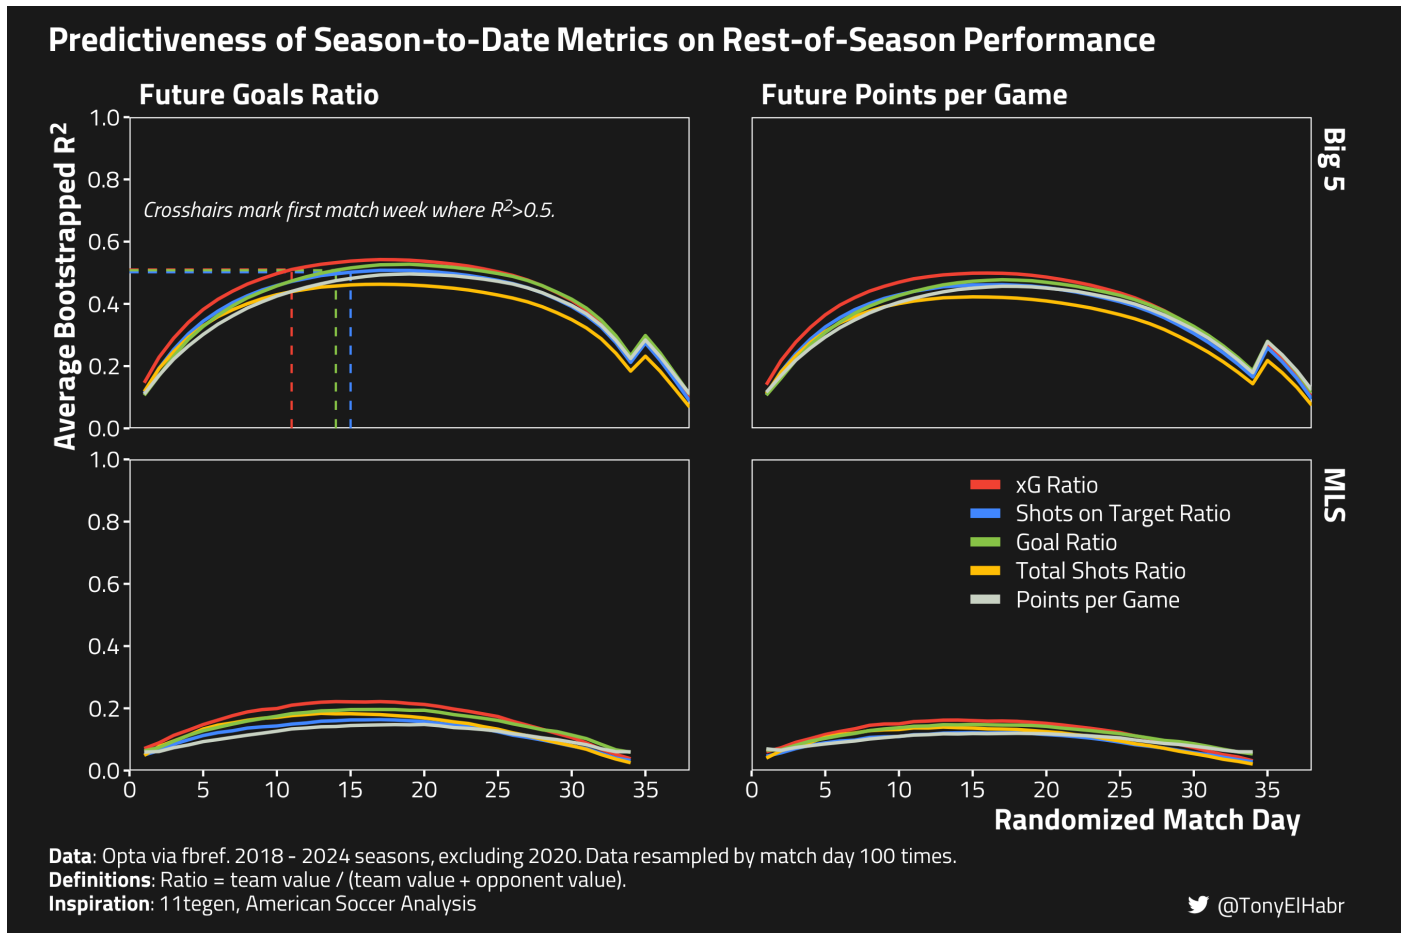 Predictiveness of Season-to-Date Metrics on Rest-of-Season Performance
Future Goals Ratio
Future Points per Game
Average Bootstrapped R²
1.0
0.8
0.6
0.4
0.2
0.0
Crosshairs mark first match week where R²>0.5.
Big 5
1.0
0.8
0.6
0.4
0.2
0.0
MLS
xG Ratio
Shots on Target Ratio
Goal Ratio
Total Shots Ratio
Points per Game
0 5 10 15 20 25 30 35
0 5 10 15 20 25 30 35
Randomized Match Day
Data: Opta via fbref. 2018 - 2024 seasons, excluding 2020. Data resampled by match day 100 times.
Definitions: Ratio = team value / (team value + opponent value).
Inspiration: 11tegen, American Soccer Analysis
@TonyElHabr